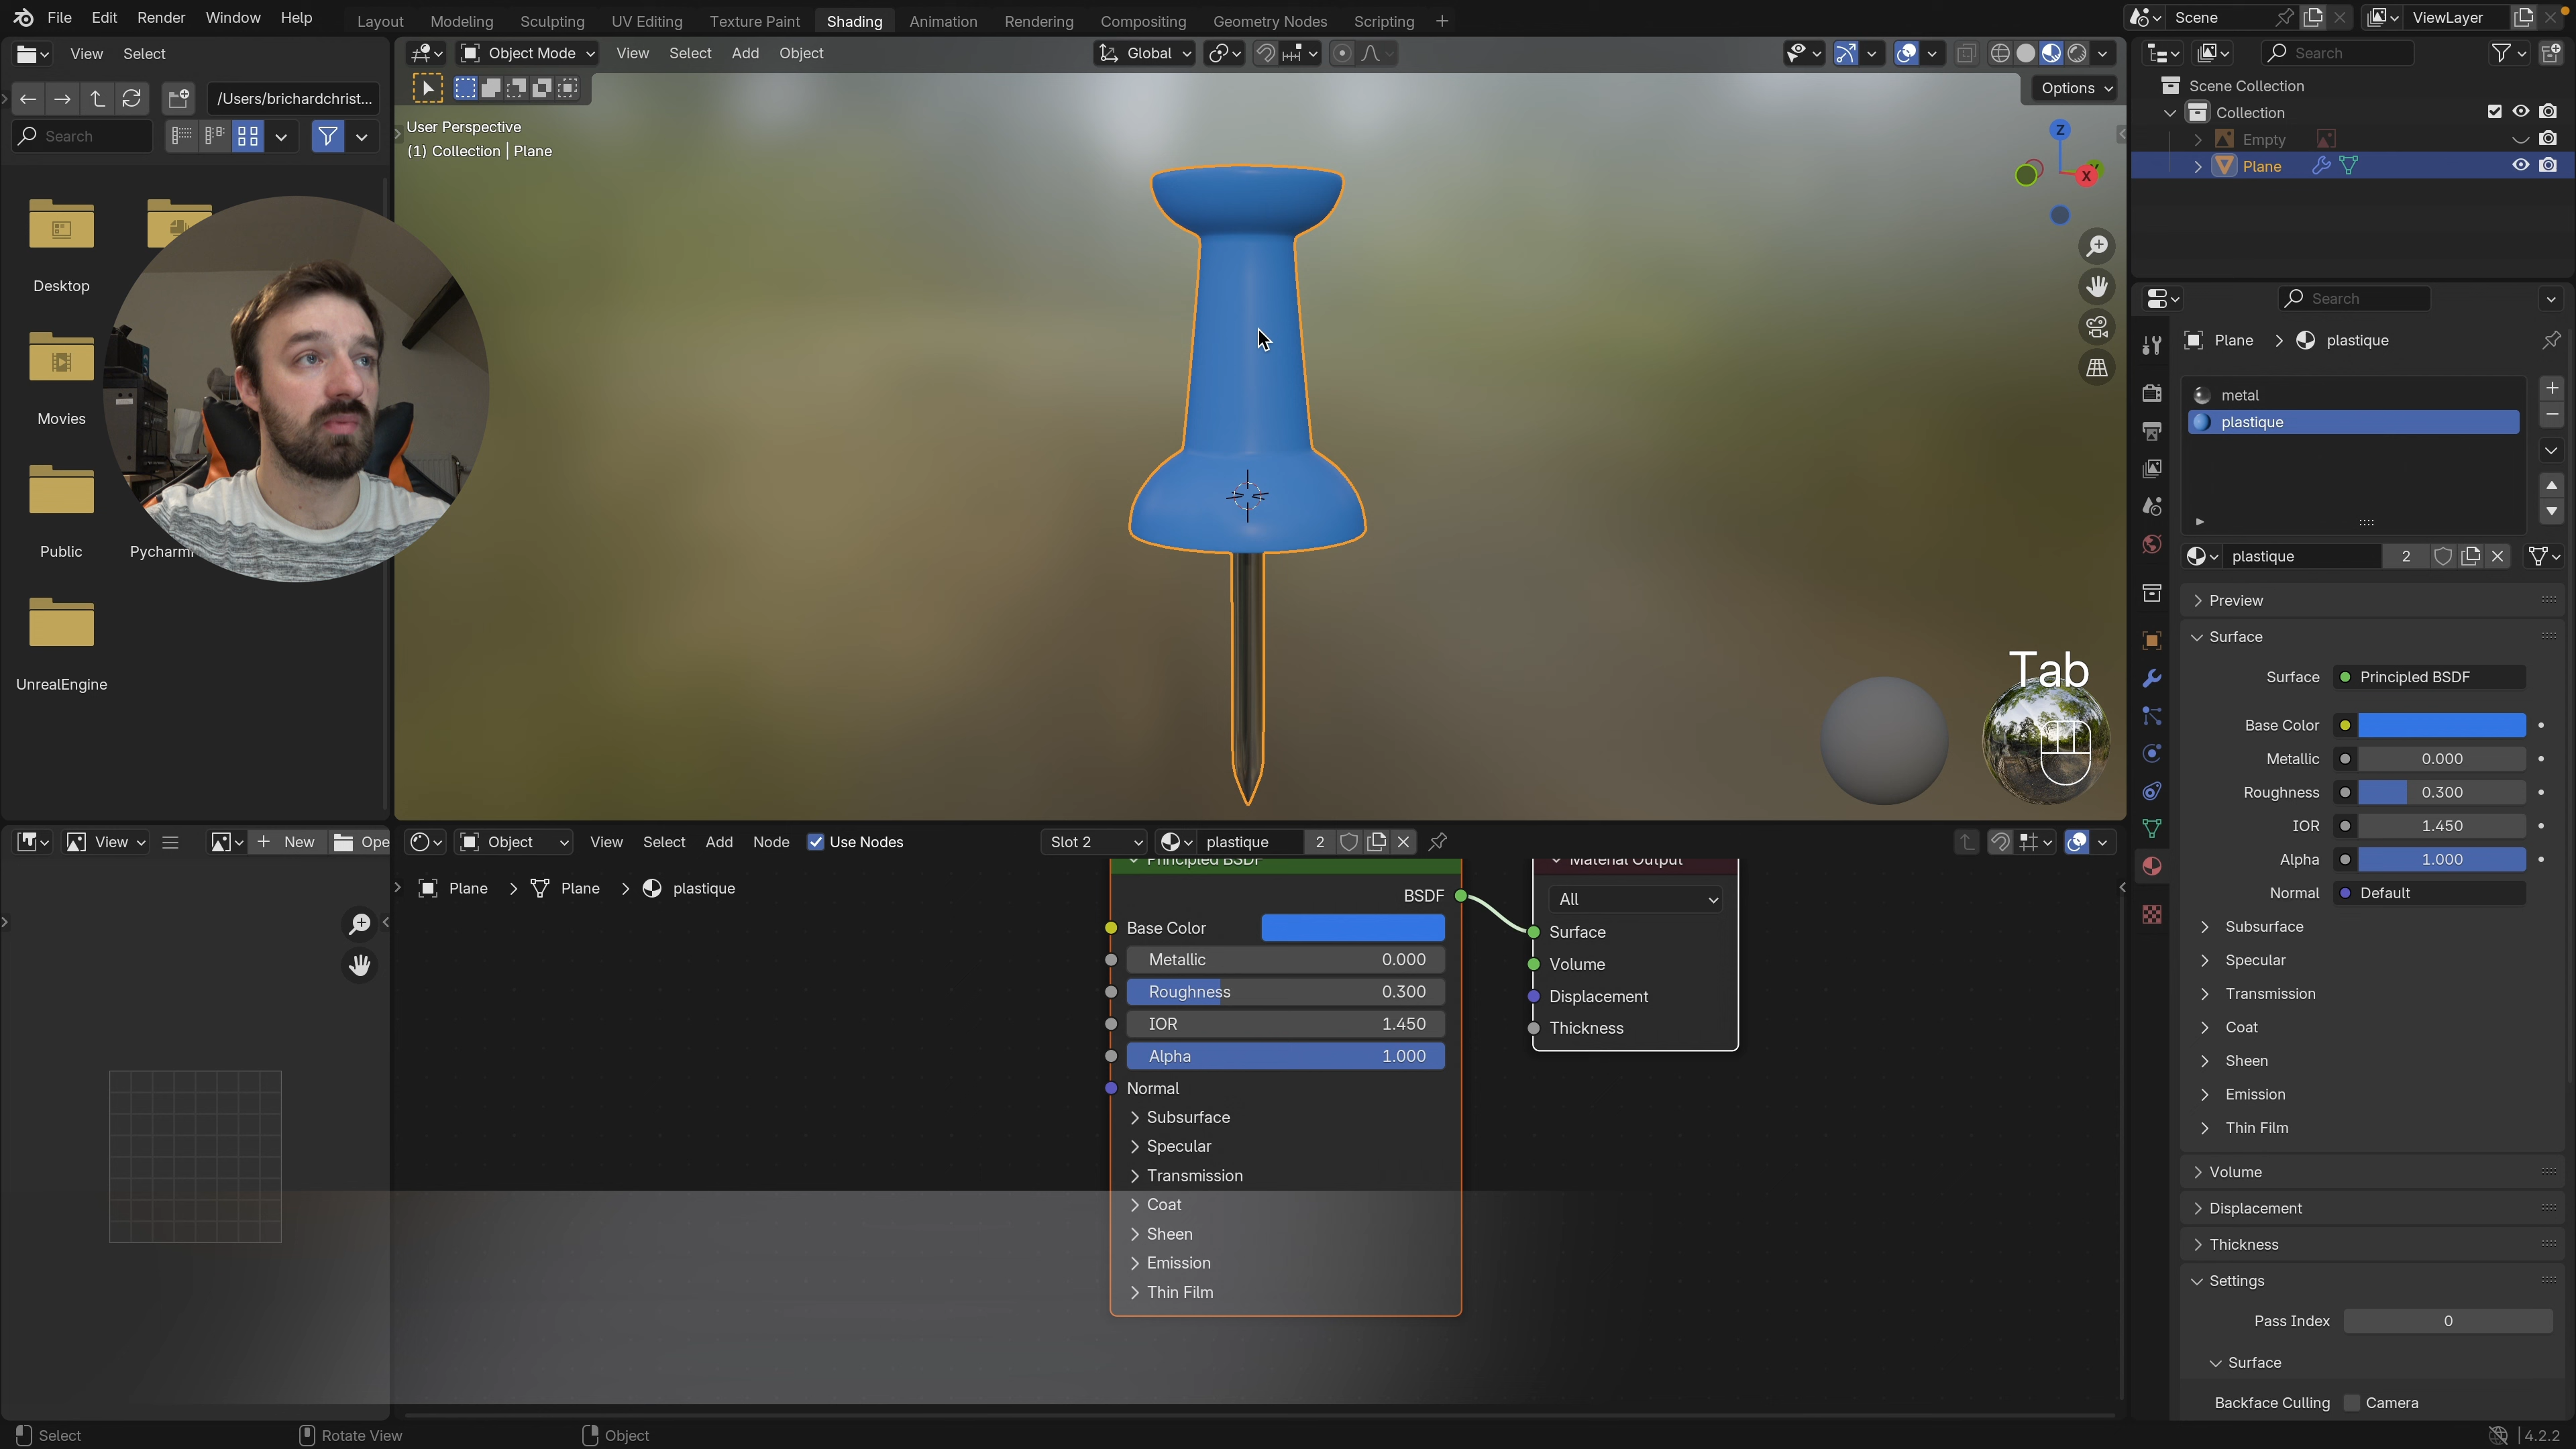 File Edit Render Window Help
Layout Modeling Sculpting UV Editing Texture Paint Shading Animation Rendering Compositing Geometry Nodes Scripting
Scene
ViewLayer
View Select
Object Mode View Select Add Object
Global
Search
/Users/brichardchrist...
Options
Search
Desktop
Movies
Public
UnrealEngine
User Perspective
(1) Collection | Plane
Z
X
Tab
Scene Collection
Collection
Empty
Plane
Search
Plane > plastique
metal
plastique
plastique 2
Preview
Surface
Surface Principled BSDF
Base Color
Metallic 0.000
Roughness 0.300
IOR 1.450
Alpha 1.000
Normal Default
Subsurface
Specular
Transmission
Coat
Sheen
Emission
Thin Film
Volume
Displacement
Thickness
Settings
Pass Index 0
Surface
Backface Culling Camera
View New Ope
Object View Select Add Node Use Nodes
Slot 2
plastique 2
Plane > Plane > plastique
Principled BSDF
BSDF
Base Color
Metallic 0.000
Roughness 0.300
IOR 1.450
Alpha 1.000
Normal
Subsurface
Specular
Transmission
Coat
Sheen
Emission
Thin Film
Material Output
All
Surface
Volume
Displacement
Thickness
Select
Rotate View
Object
4.2.2